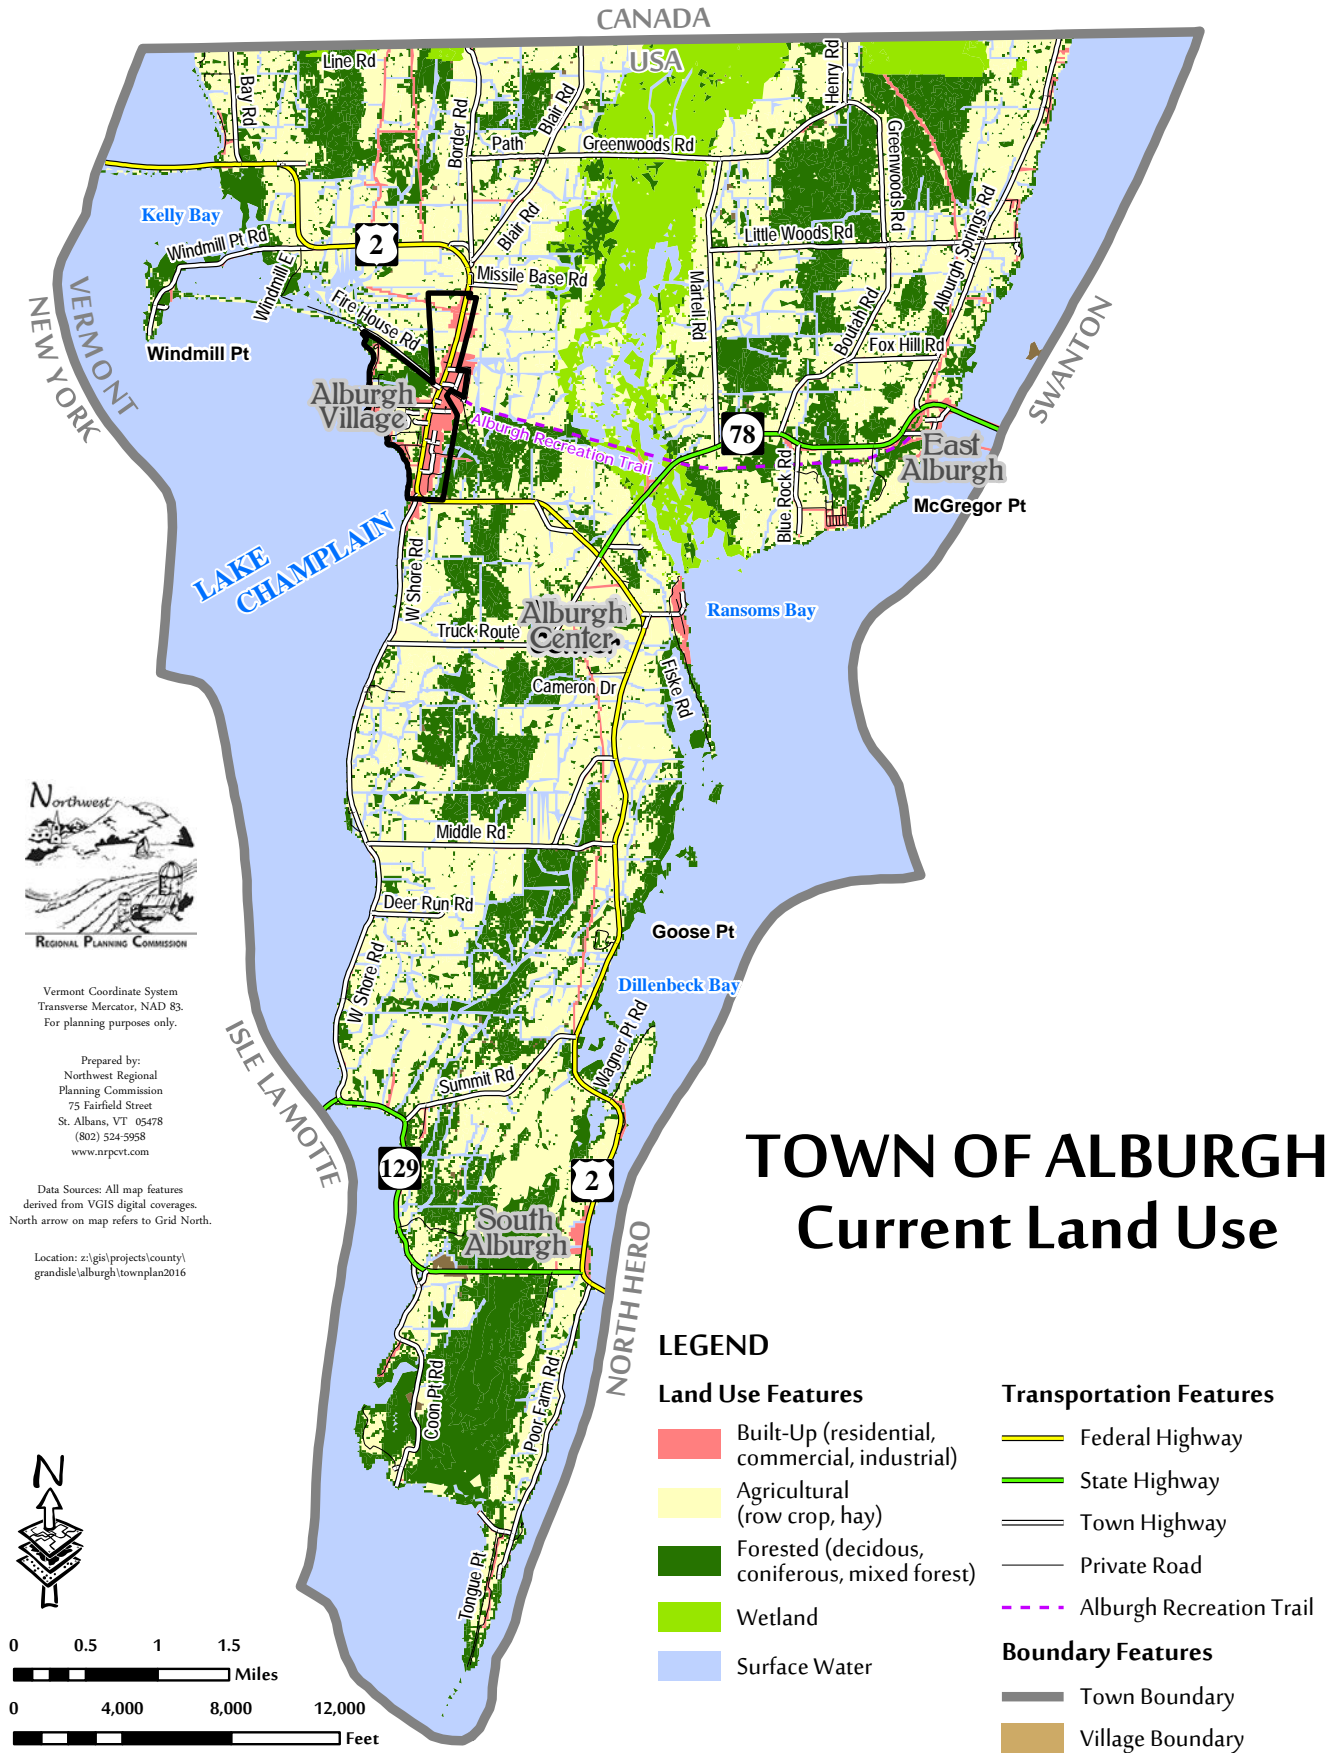 CANADA
USA
Line Rd
Bay Rd
Border Rd
Blair Rd
Path
Greenwoods Rd
Henry Rd
Greenwoods Rd
Kelly Bay
Windmill Pt Rd
Windmill E.
2
Blair Rd
Missile Base Rd
Fire House Rd
Little Woods Rd
Alburgh Springs Rd
Martell Rd
Boutah Rd
Fox Hill Rd
VERMONT
NEW YORK
Windmill Pt
SWANTON
Alburgh
Village
Alburgh Recreation Trail
78
East
Alburgh
Blue Rock Rd
McGregor Pt
LAKE
CHAMPLAIN
W Shore Rd
Alburgh
Center
Ransoms Bay
Truck Route
Cameron Dr
Fiske Rd
Northwest
REGIONAL PLANNING COMMISSION
Middle Rd
Deer Run Rd
Goose Pt
W Shore Rd
Dillenbeck Bay
Vermont Coordinate System
Transverse Mercator, NAD 83.
For planning purposes only.
Prepared by:
Northwest Regional
Planning Commission
75 Fairfield Street
St. Albans, VT 05478
(802) 524-5958
www.nrpcvt.com
Data Sources: All map features
derived from VGIS digital coverages.
North arrow on map refers to Grid North.
Location: z:\gis\projects\county\
grandisle\alburgh\townplan2016
ISLE LA MOTTE
Wagner Pt Rd
Summit Rd
129
2
South
Alburgh
NORTH HERO
Coon Pt Rd
Poor Farm Rd
Tongue Pt
TOWN OF ALBURGH
Current Land Use
LEGEND
Land Use Features
Built-Up (residential,
commercial, industrial)
Agricultural
(row crop, hay)
Forested (decidous,
coniferous, mixed forest)
Wetland
Surface Water
Transportation Features
Federal Highway
State Highway
Town Highway
Private Road
Alburgh Recreation Trail
Boundary Features
Town Boundary
Village Boundary
N
0 0.5 1 1.5
Miles
0 4,000 8,000 12,000
Feet